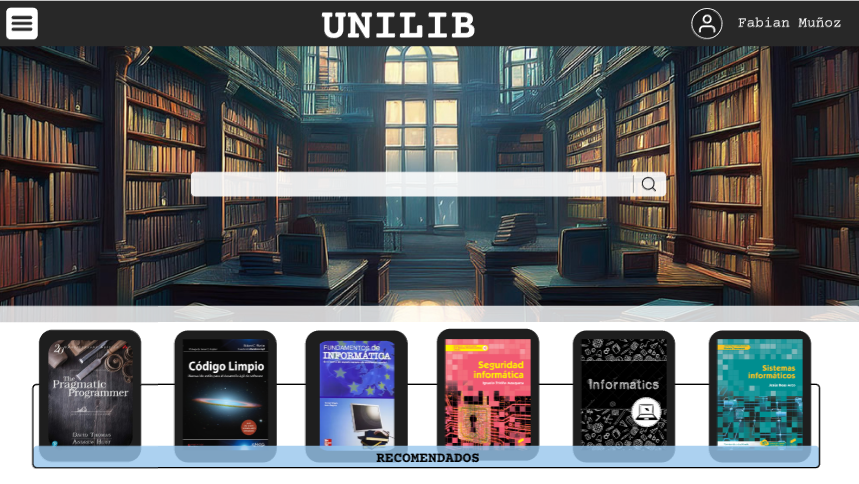 UNILIB
Fabian Muñoz
The
Pragmatic
Programmer
DAVID THOMAS
ANDREW HUNT
Código Limpio
FUNDAMENTOS DE
INFORMÁTICA
Seguridad
informática
Informatics
Sistemas
informáticos
RECOMENDADOS